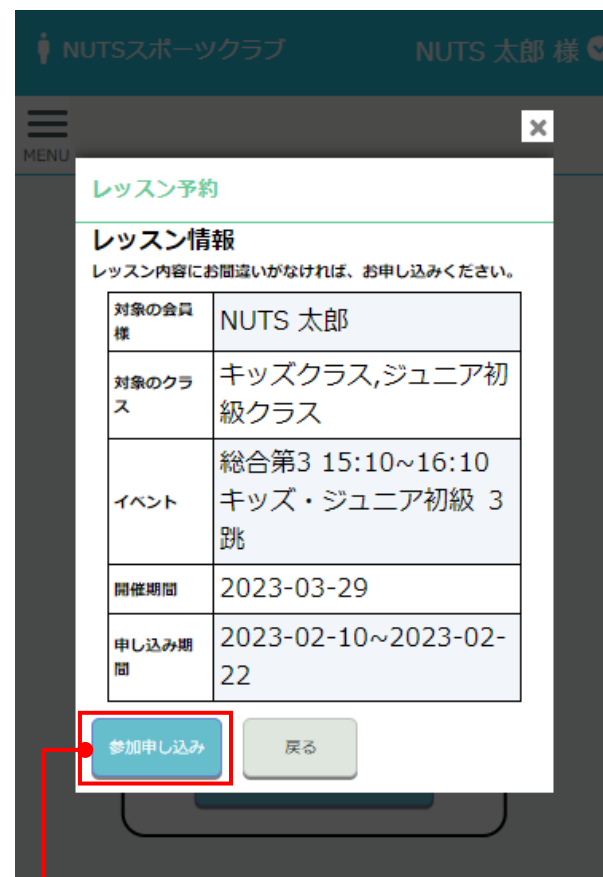 NUTSスポーツクラブ NUTS 太郎 様
MENU
レッスン予約
レッスン情報
レッスン内容にお間違いがなければ、お申し込みください。
対象の会員
様
NUTS 太郎
対象のクラ
ス
キッズクラス,ジュニア初
級クラス
イベント
総合第3 15:10~16:10
キッズ・ジュニア初級 3
跳
開催期間
2023-03-29
申し込み期
間
2023-02-10~2023-02-
22
参加申し込み
戻る